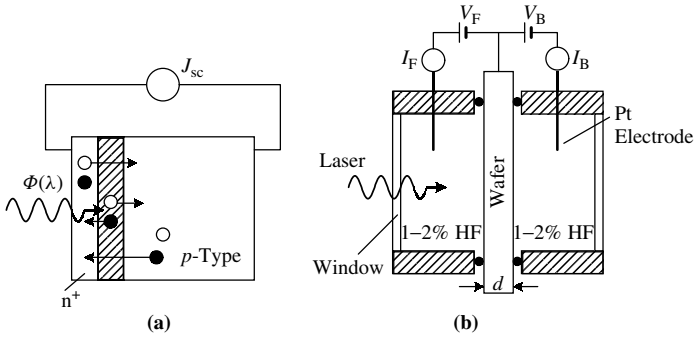 J_sc
Φ(λ)
p-Type
n⁺
(a)
V_F
V_B
I_F
I_B
Pt
Electrode
Laser
Wafer
1–2% HF
1–2% HF
Window
d
(b)